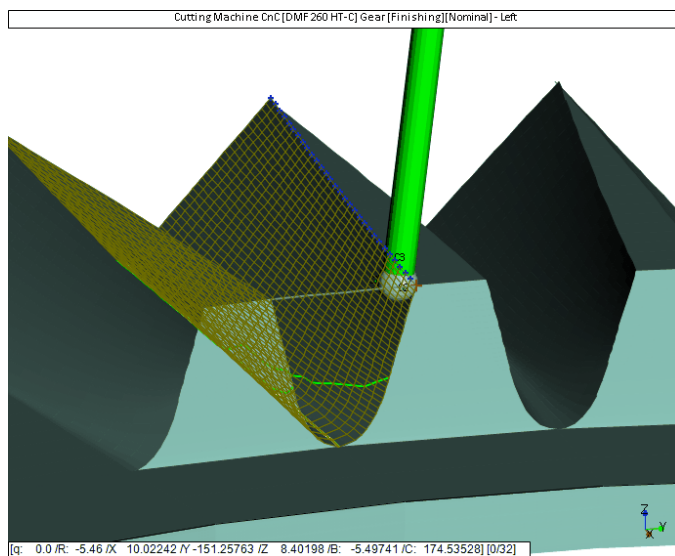 Cutting Machine CnC [DMF 260 HT-C] Gear [Finishing][Nominal] - Left
C3
Z
Y
X
[q: 0.0 /R: -5.46 /X 10.02242 /Y -151.25763 /Z 8.40198 /B: -5.49741 /C: 174.53528] [0/32]